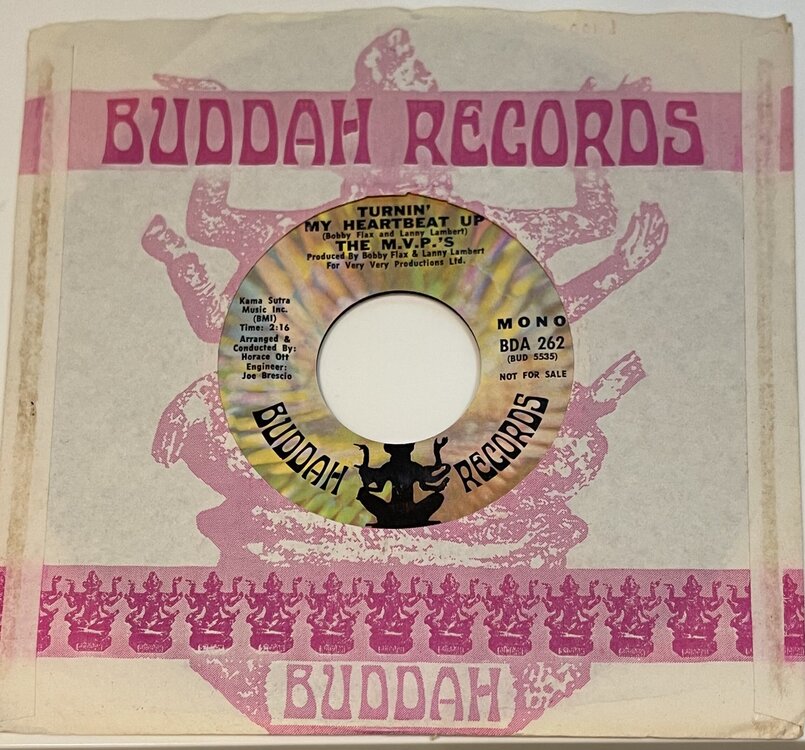 BUDDAH RECORDS
TURNIN'
MY HEARTBEAT UP
(Bobby Flax and Lanny Lambert)
THE M.V.P.'S
Produced By Bobby Flax & Lanny Lambert
For Very Very Productions Ltd.
Kama Sutra
Music Inc.
(BMI)
Time: 2:16
Arranged &
Conducted By:
Horace Ott
Engineer:
Joe Brescio
MONO
BDA 262
(BUD 5535)
NOT FOR SALE
BUDDAH RECORDS
BUDDAH